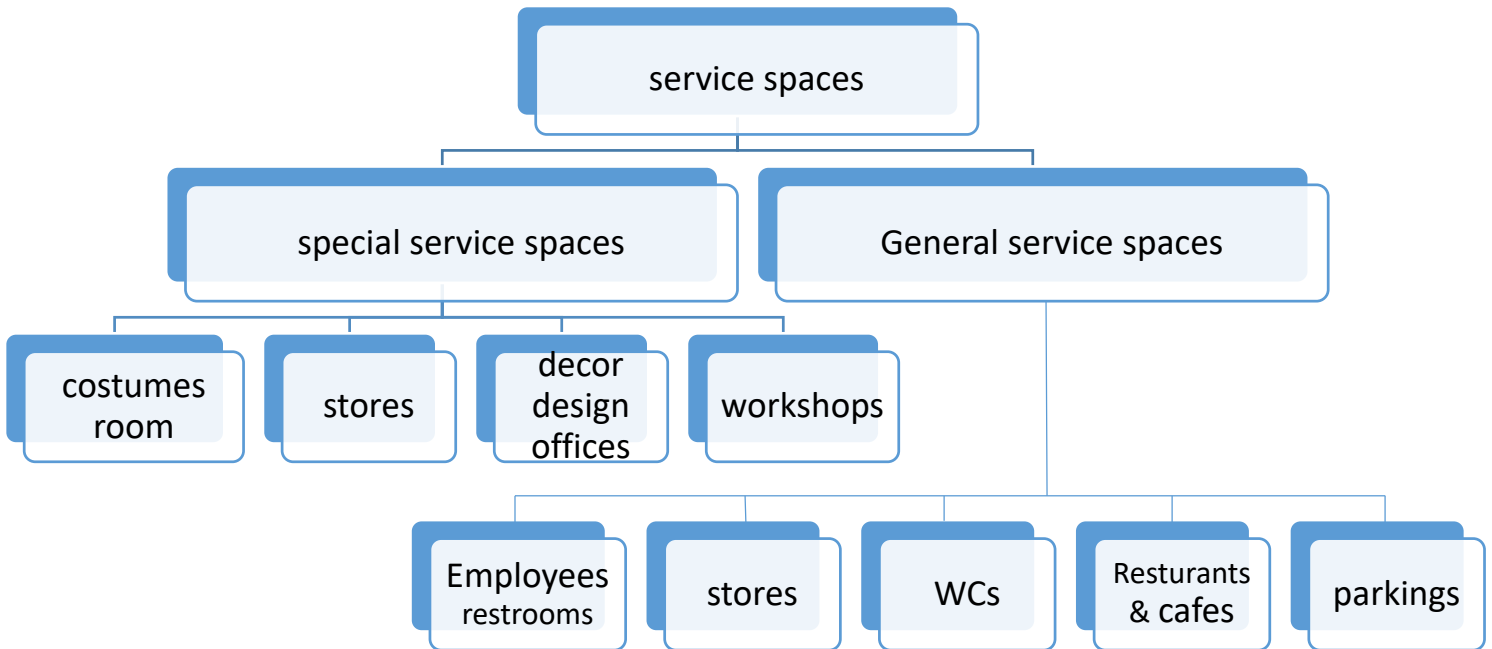 service spaces
special service spaces
General service spaces
costumes
room
stores
decor
design
offices
workshops
Employees
restrooms
stores
WCs
Resturants
& cafes
parkings